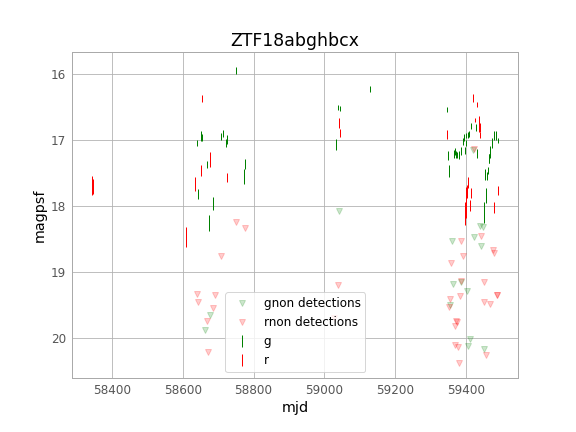 ZTF18abghbcx
16
17
18
19
20
magpsf
gnon detections
rnon detections
g
r
58400
58600
58800
59000
59200
59400
mjd